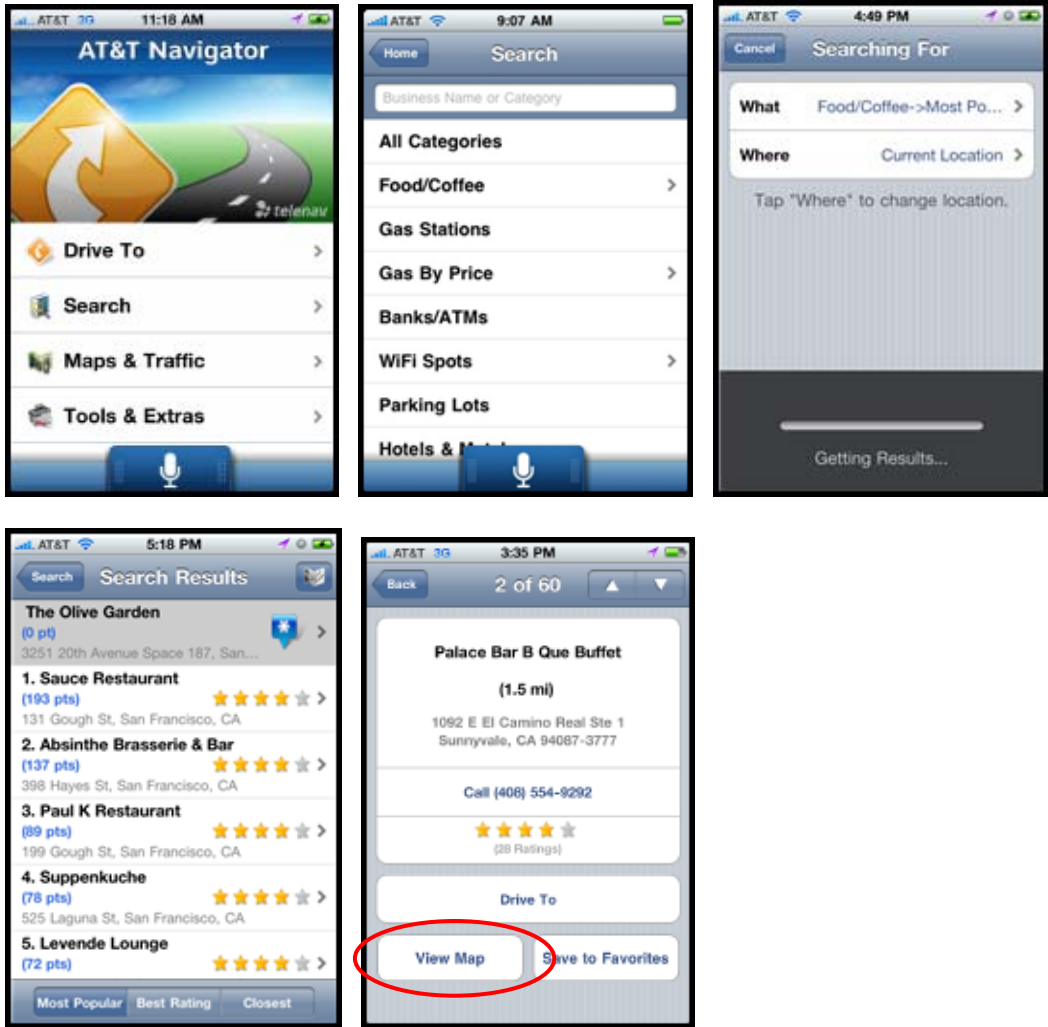 AT&T 3G 11:18 AM
AT&T Navigator
telenav
Drive To
Search
Maps & Traffic
Tools & Extras
AT&T 9:07 AM
Home Search
Business Name or Category
All Categories
Food/Coffee
Gas Stations
Gas By Price
Banks/ATMs
WiFi Spots
Parking Lots
Hotels &
AT&T 4:49 PM
Cancel Searching For
What Food/Coffee->Most Po...
Where Current Location
Tap "Where" to change location.
Getting Results...
AT&T 5:18 PM
Search Search Results
The Olive Garden
(0 pt)
3251 20th Avenue Space 187, San...
1. Sauce Restaurant
(193 pts)
131 Gough St, San Francisco, CA
2. Absinthe Brasserie & Bar
(137 pts)
398 Hayes St, San Francisco, CA
3. Paul K Restaurant
(89 pts)
199 Gough St, San Francisco, CA
4. Suppenkuche
(78 pts)
525 Laguna St, San Francisco, CA
5. Levende Lounge
(72 pts)
Most Popular Best Rating Closest
AT&T 3G 3:35 PM
Back 2 of 60
Palace Bar B Que Buffet
(1.5 mi)
1092 E El Camino Real Ste 1
Sunnyvale, CA 94087-3777
Call (408) 554-9292
(28 Ratings)
Drive To
View Map Save to Favorites